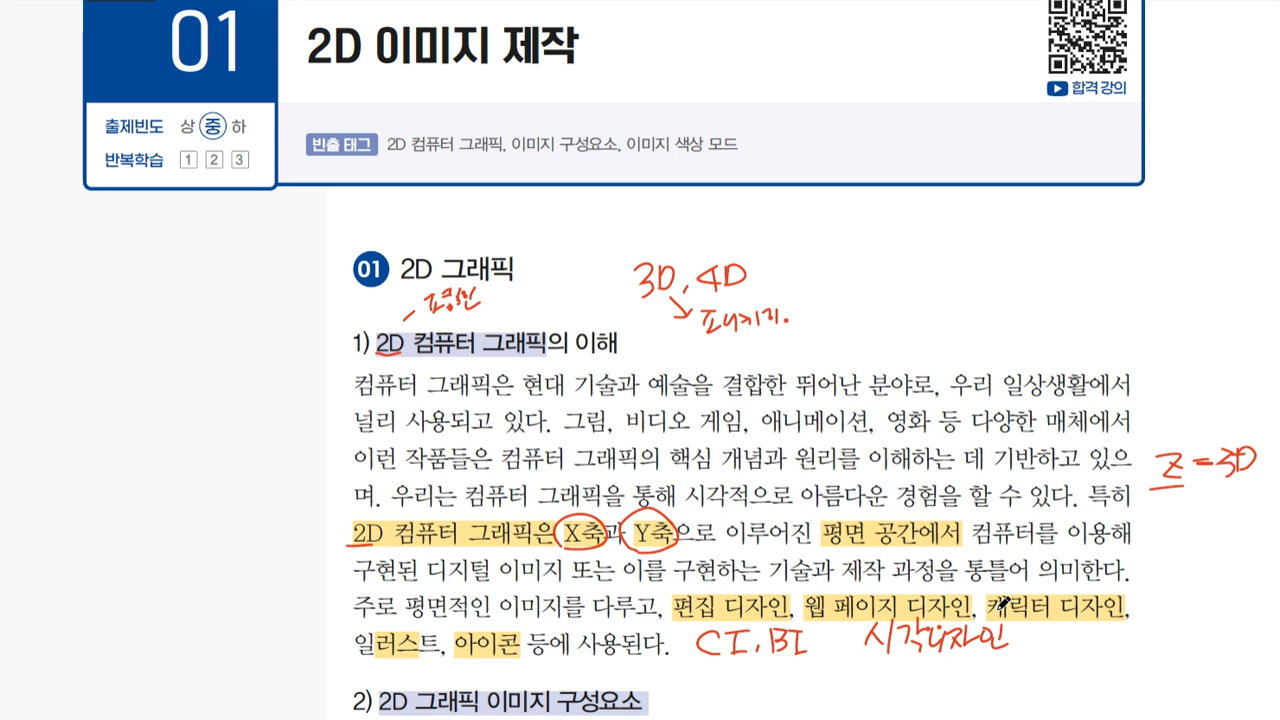 01
2D 이미지 제작
합격 강의
출제빈도 상 중 하
반복학습 1 2 3
빈출 태그 2D 컴퓨터 그래픽, 이미지 구성요소, 이미지 색상 모드
01 2D 그래픽
3D, 4D
1) 2D 컴퓨터 그래픽의 이해
컴퓨터 그래픽은 현대 기술과 예술을 결합한 뛰어난 분야로, 우리 일상생활에서
널리 사용되고 있다. 그림, 비디오 게임, 애니메이션, 영화 등 다양한 매체에서
이런 작품들은 컴퓨터 그래픽의 핵심 개념과 원리를 이해하는 데 기반하고 있으
Z = 3D
며. 우리는 컴퓨터 그래픽을 통해 시각적으로 아름다운 경험을 할 수 있다. 특히
2D 컴퓨터 그래픽은 X축과 Y축으로 이루어진 평면 공간에서 컴퓨터를 이용해
구현된 디지털 이미지 또는 이를 구현하는 기술과 제작 과정을 통틀어 의미한다.
주로 평면적인 이미지를 다루고, 편집 디자인, 웹 페이지 디자인, 캐릭터 디자인,
일러스트, 아이콘 등에 사용된다.
CI, BI 시각디자인
2) 2D 그래픽 이미지 구성요소